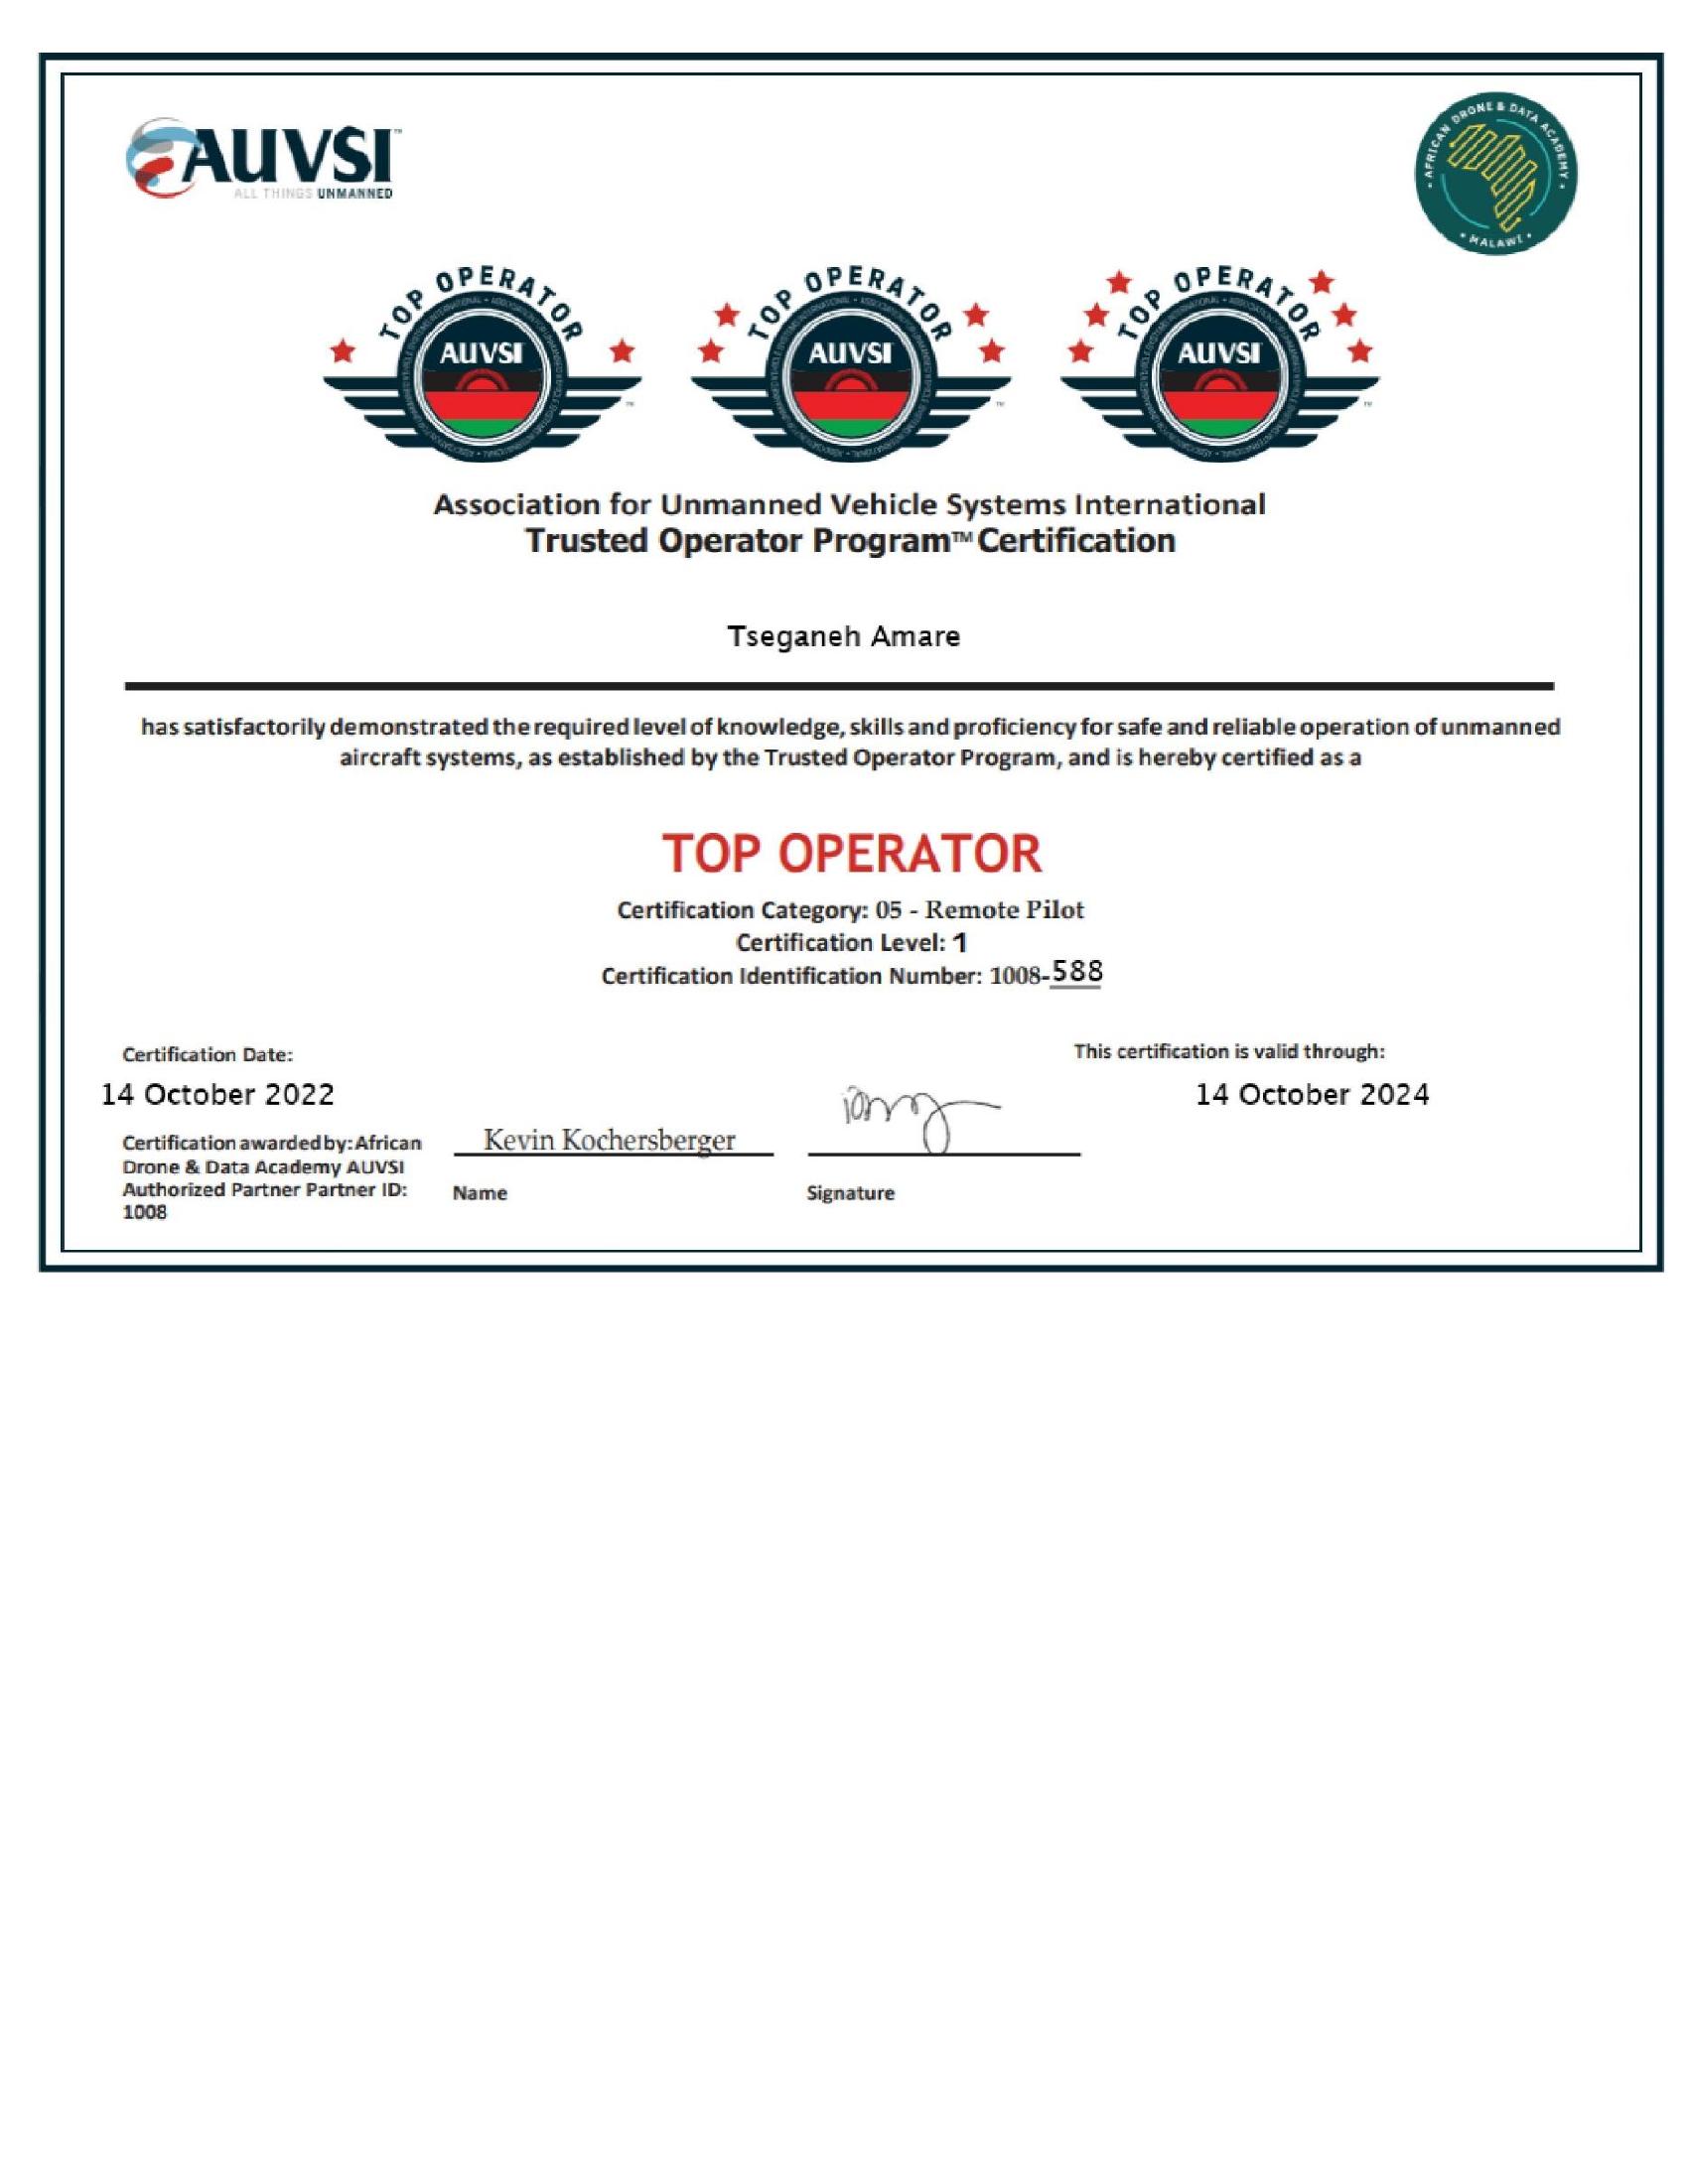 AUVSI™
ALL THINGS UNMANNED
• AFRICAN DRONE & DATA ACADEMY •
• MALAWI •
TOP OPERATOR
AUVSI
TM
TOP OPERATOR
AUVSI
TM
TOP OPERATOR
AUVSI
TM
Association for Unmanned Vehicle Systems International
Trusted Operator Program™ Certification
Tseganeh Amare
has satisfactorily demonstrated the required level of knowledge, skills and proficiency for safe and reliable operation of unmanned
aircraft systems, as established by the Trusted Operator Program, and is hereby certified as a
TOP OPERATOR
Certification Category: 05 - Remote Pilot
Certification Level: 1
Certification Identification Number: 1008-588
Certification Date:
14 October 2022
This certification is valid through:
14 October 2024
Certification awarded by: African
Drone & Data Academy AUVSI
Authorized Partner Partner ID:
1008
Kevin Kochersberger
Name
Signature